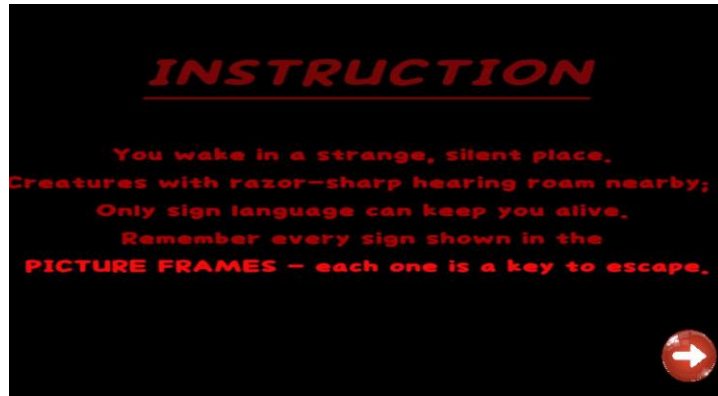 INSTRUCTION
You wake in a strange, silent place.
Creatures with razor-sharp hearing roam nearby;
Only sign language can keep you alive.
Remember every sign shown in the
PICTURE FRAMES - each one is a key to escape.